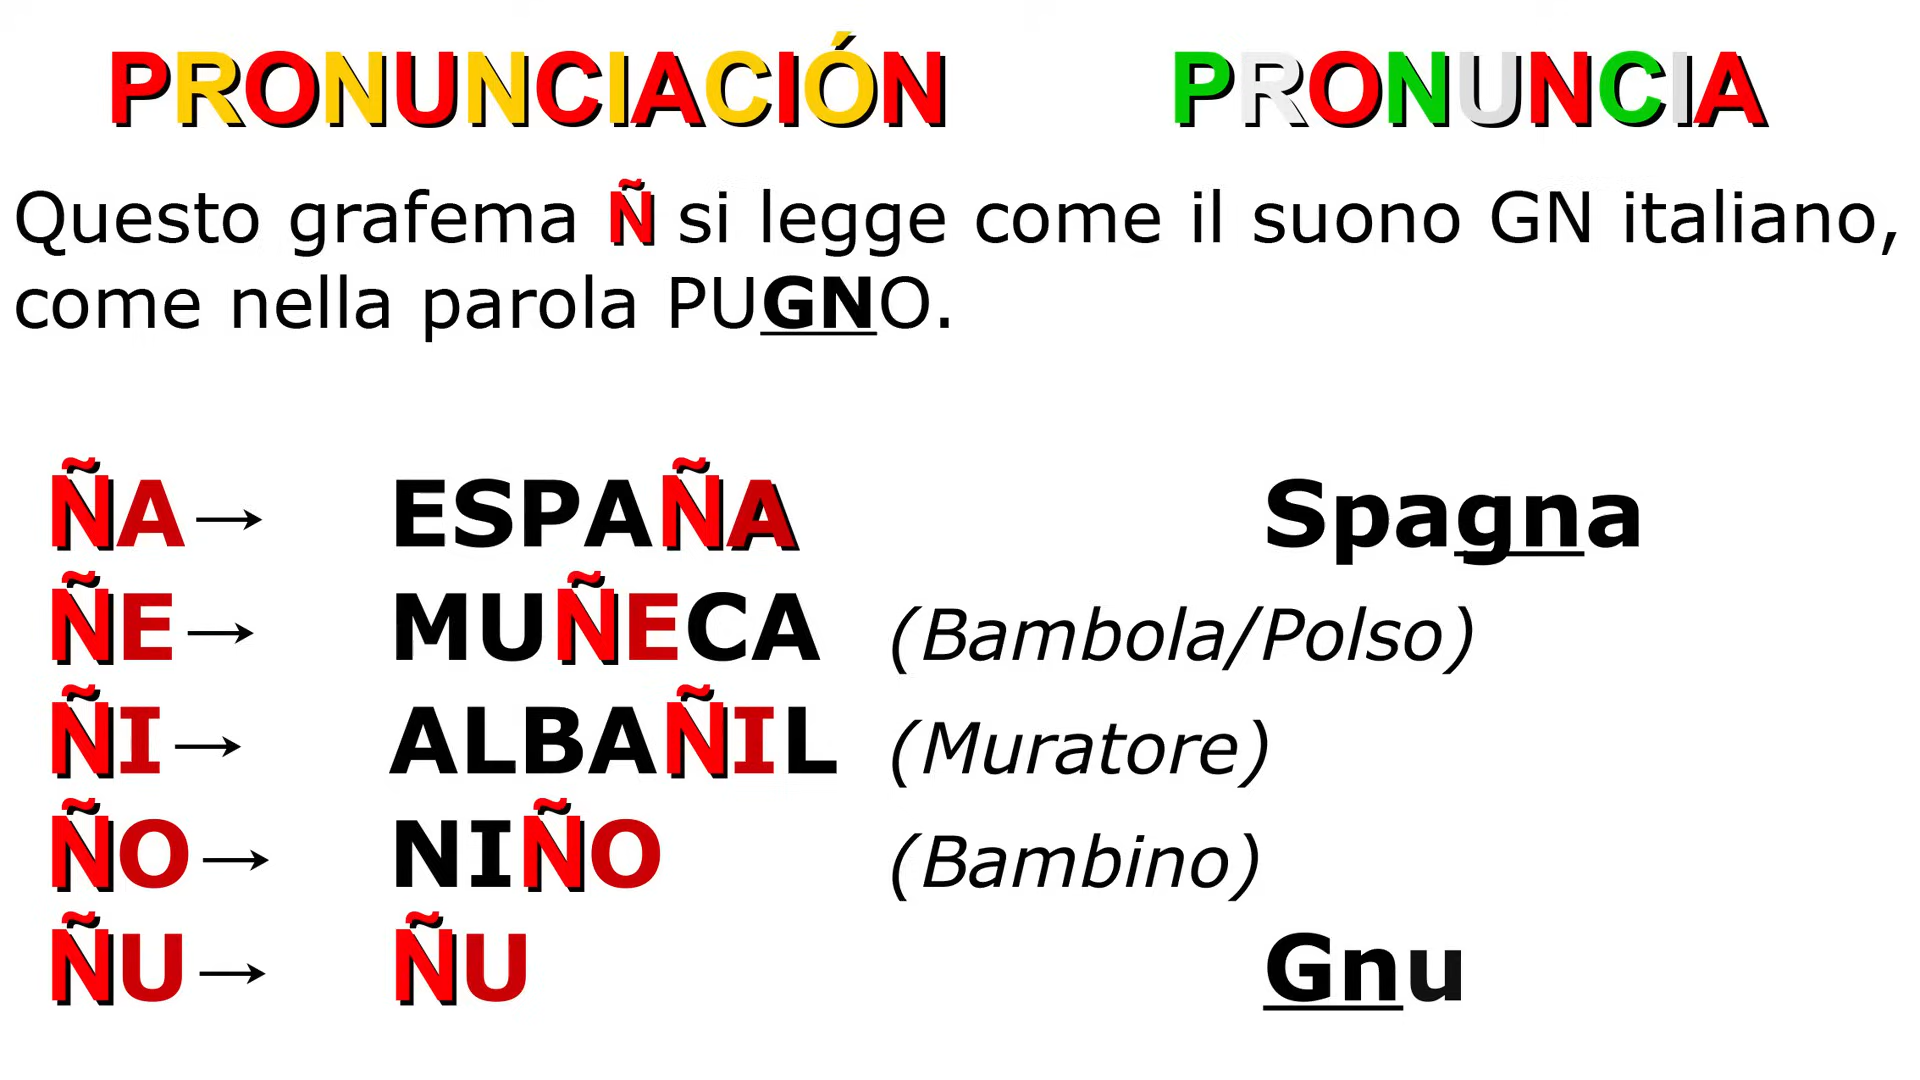 PRONUNCIACIÓN PRONUNCIA
Questo grafema Ñ si legge come il suono GN italiano,
come nella parola PUGNO.
ÑA→ ESPAÑA Spagna
ÑE→ MUÑECA (Bambola/Polso)
ÑI→ ALBAÑIL (Muratore)
ÑO→ NIÑO (Bambino)
ÑU→ ÑU Gnu